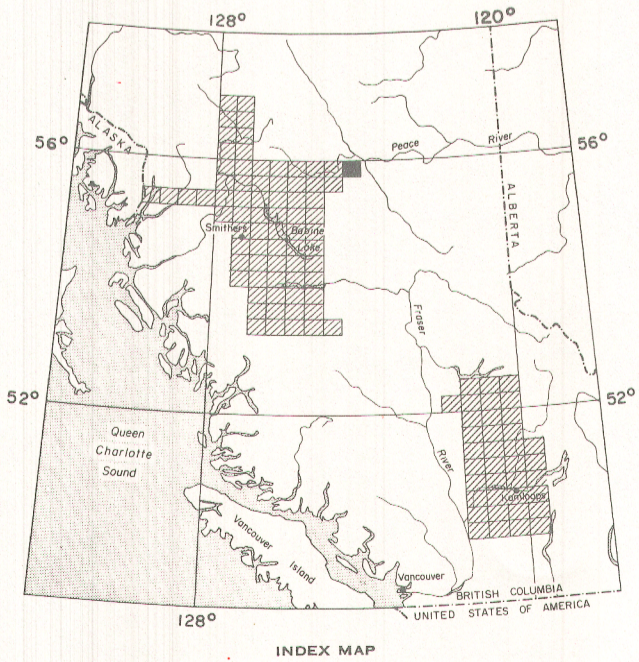 128°
120°
ALASKA
56°
Peace River
56°
ALBERTA
Smithers
Babine
Lake
Fraser
52°
52°
Queen
Charlotte
Sound
River
Kamloops
Vancouver
Island
Vancouver
BRITISH COLUMBIA
UNITED STATES OF AMERICA
128°
INDEX MAP